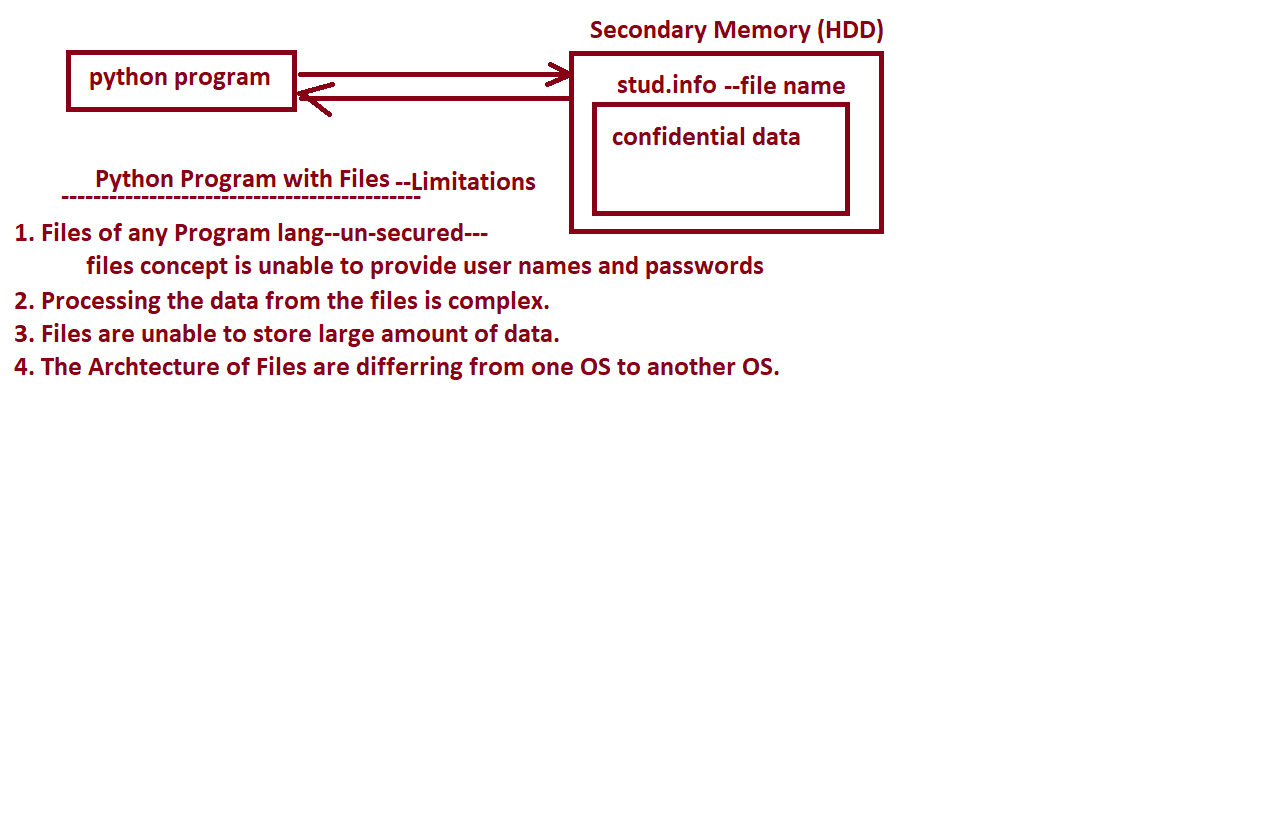 Secondary Memory (HDD)
python program
stud.info --file name
confidential data
Python Program with Files --Limitations
---------------------------------------------
1. Files of any Program lang--un-secured---
files concept is unable to provide user names and passwords
2. Processing the data from the files is complex.
3. Files are unable to store large amount of data.
4. The Archtecture of Files are differring from one OS to another OS.